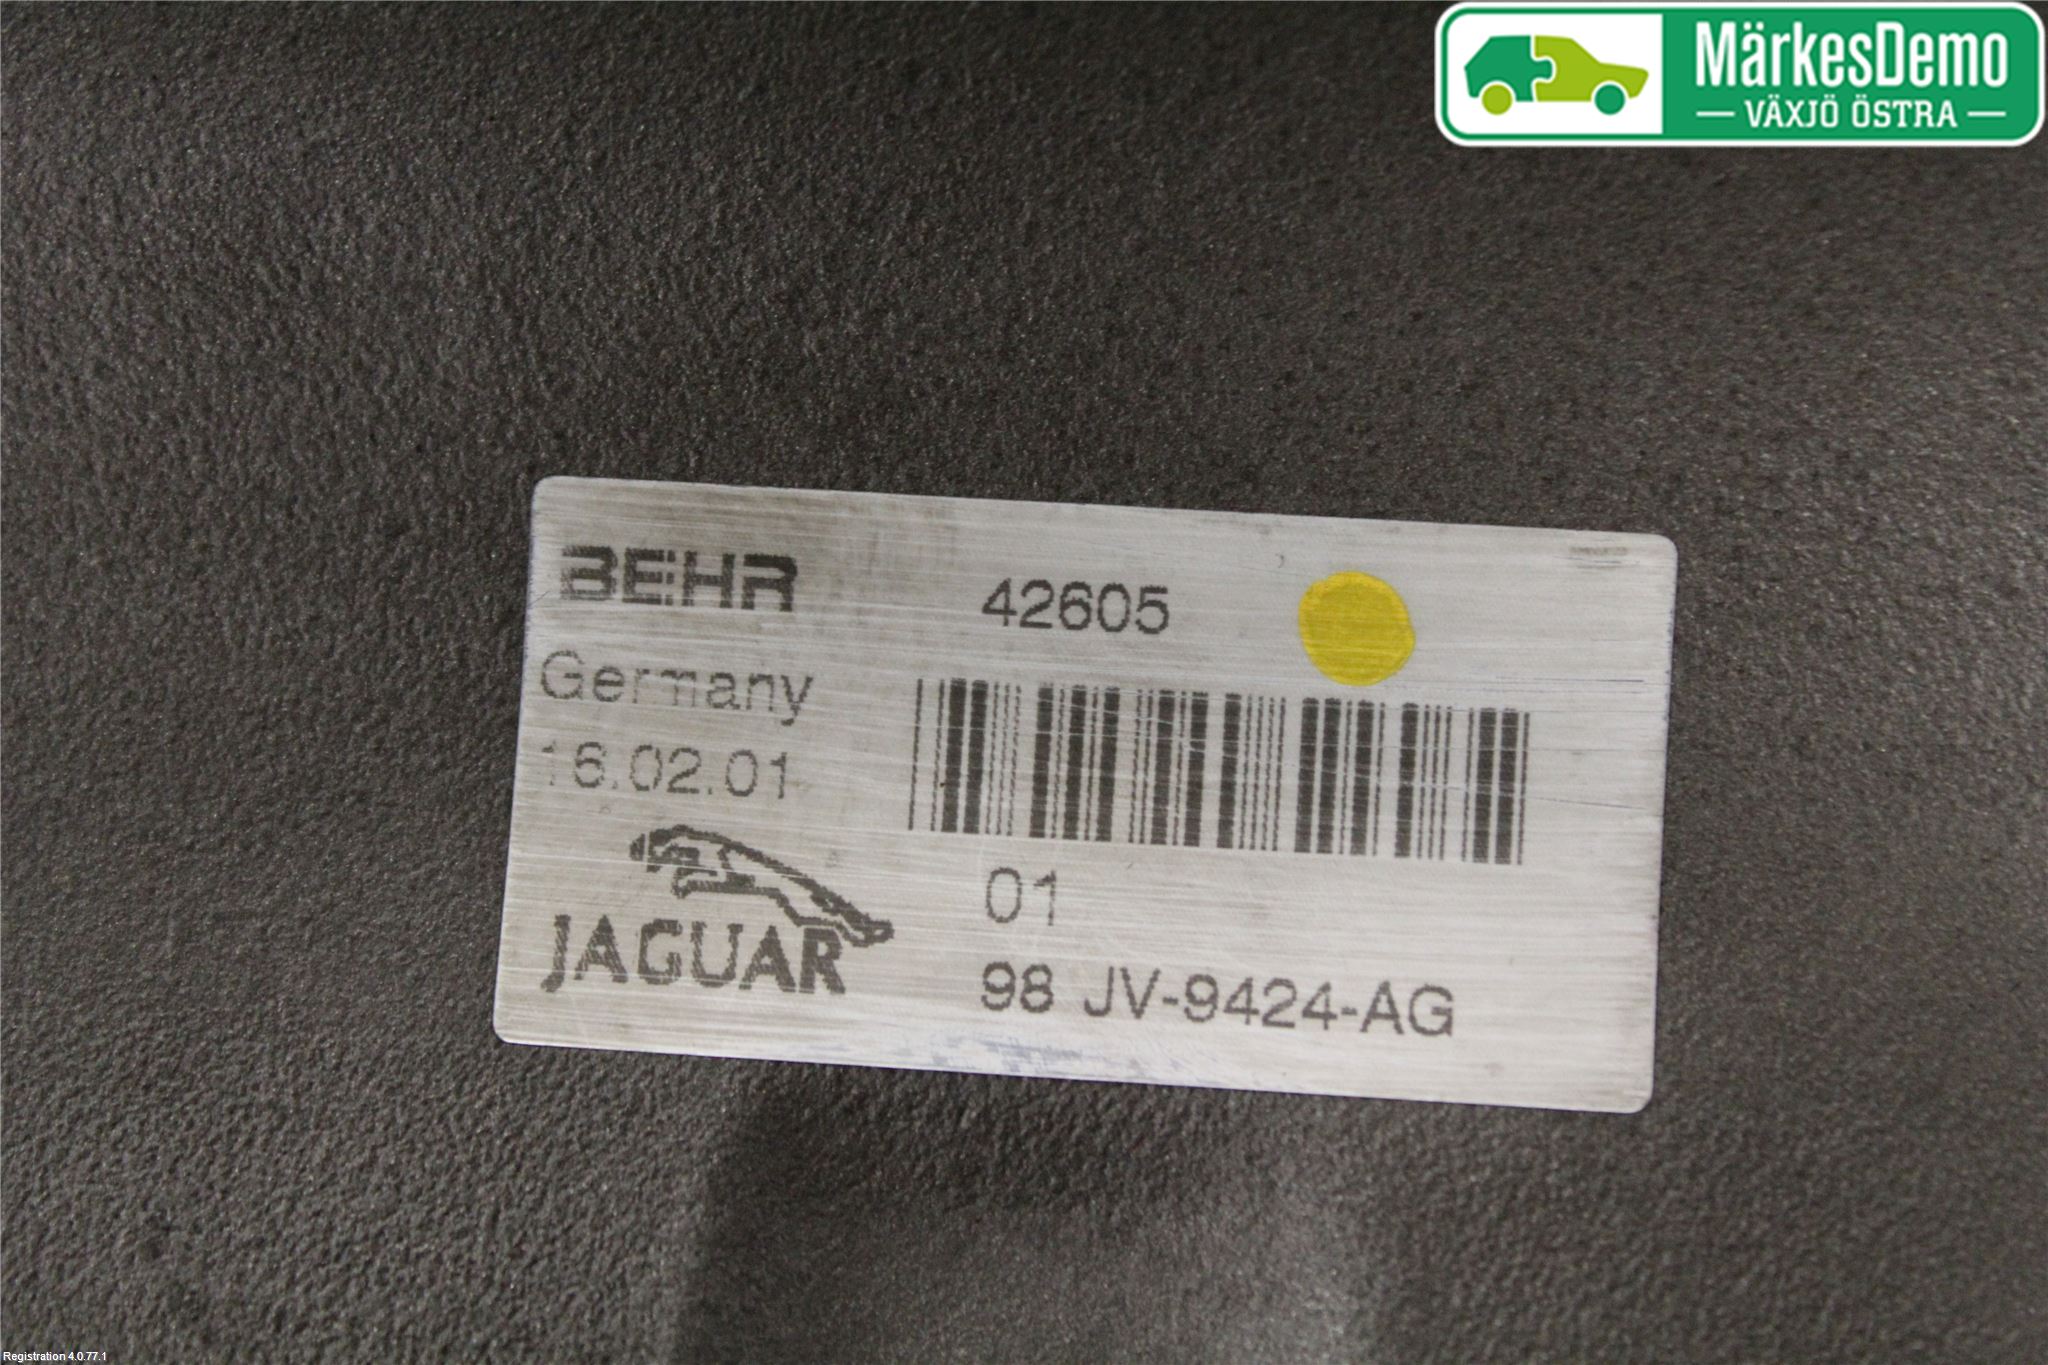 MärkesDemo
VÄXJÖ ÖSTRA
BEHR
42605
Germany
16.02.01
01
JAGUAR
98 JV-9424-AG
Registration 4.0.77.1